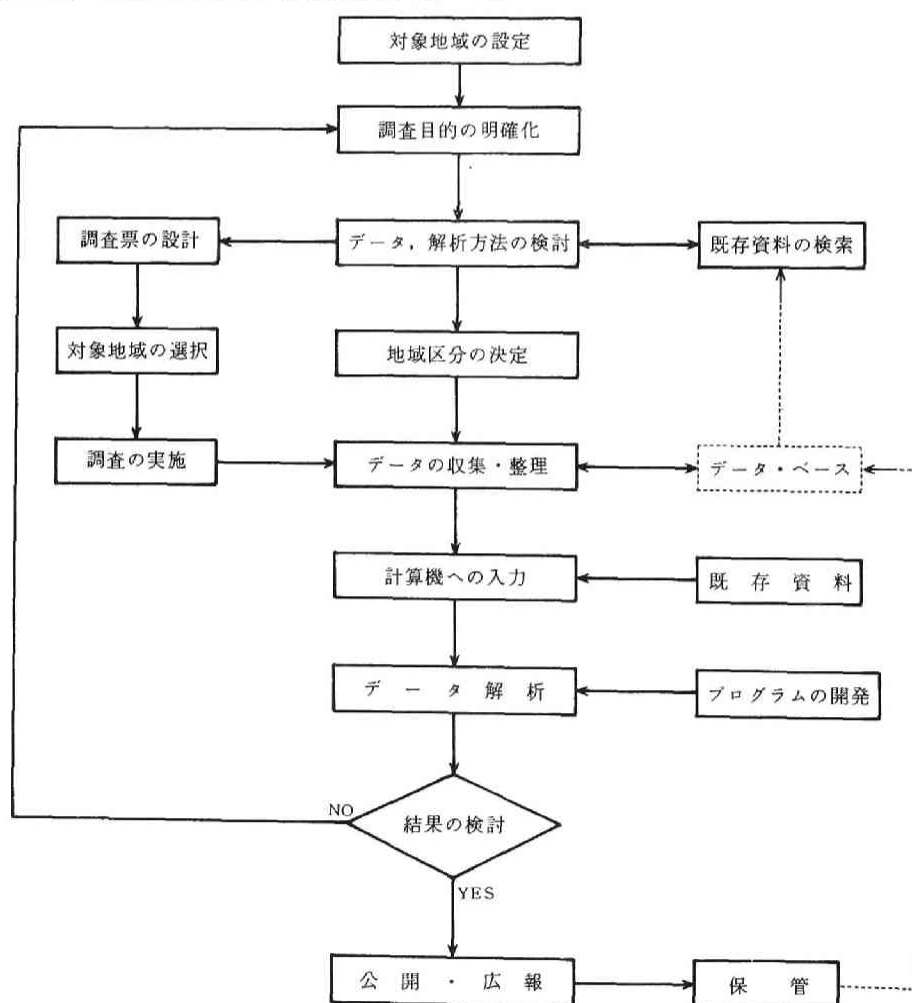 対象地域の設定
調査目的の明確化
調査票の設計
データ，解析方法の検討
既存資料の検索
対象地域の選択
地域区分の決定
調査の実施
データの収集・整理
データ・ベース
計算機への入力
既存資料
データ解析
プログラムの開発
NO
結果の検討
YES
公開・広報
保管